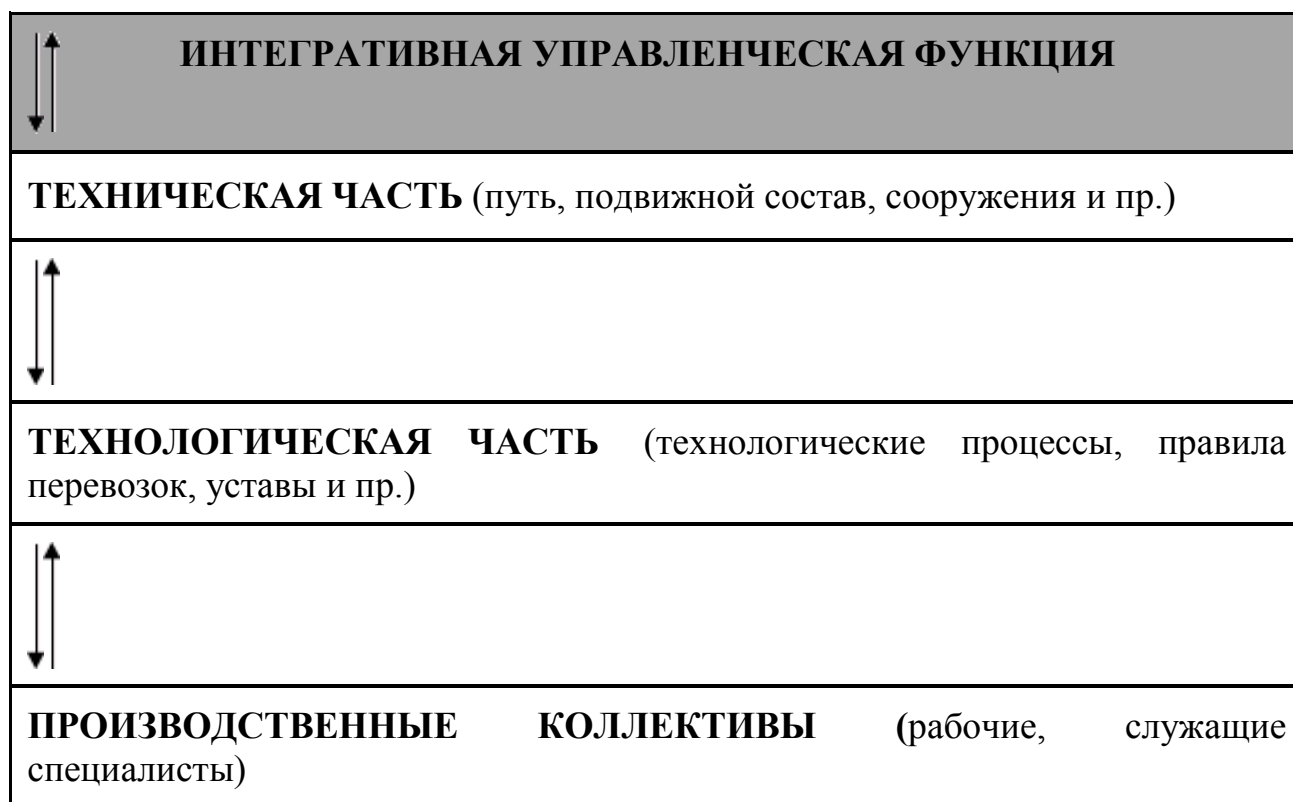 ИНТЕГРАТИВНАЯ УПРАВЛЕНЧЕСКАЯ ФУНКЦИЯ
ТЕХНИЧЕСКАЯ ЧАСТЬ (путь, подвижной состав, сооружения и пр.)
ТЕХНОЛОГИЧЕСКАЯ ЧАСТЬ (технологические процессы, правила
перевозок, уставы и пр.)
ПРОИЗВОДСТВЕННЫЕ КОЛЛЕКТИВЫ (рабочие, служащие
специалисты)